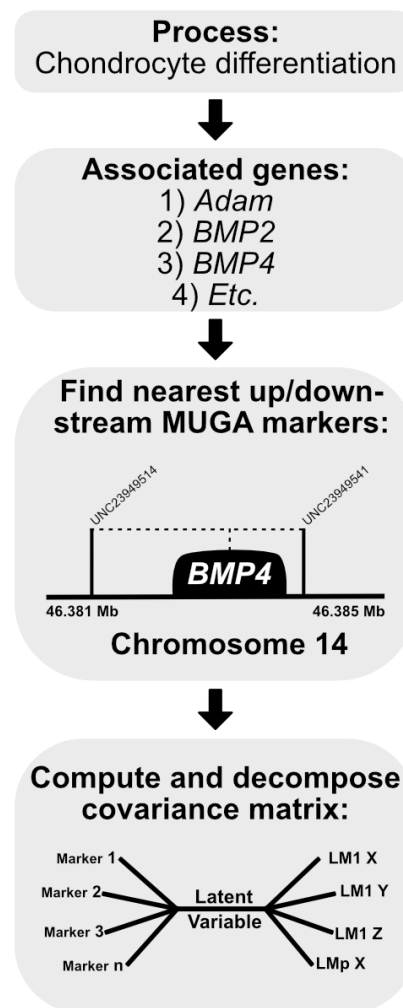 Process:
Chondrocyte differentiation
Associated genes:
1) Adam
2) BMP2
3) BMP4
4) Etc.
Find nearest up/down-
stream MUGA markers:
UNC23949514
UNC23949541
BMP4
46.381 Mb
46.385 Mb
Chromosome 14
Compute and decompose
covariance matrix:
Marker 1
Marker 2
Marker 3
Marker n
Latent
Variable
LM1 X
LM1 Y
LM1 Z
LMp X